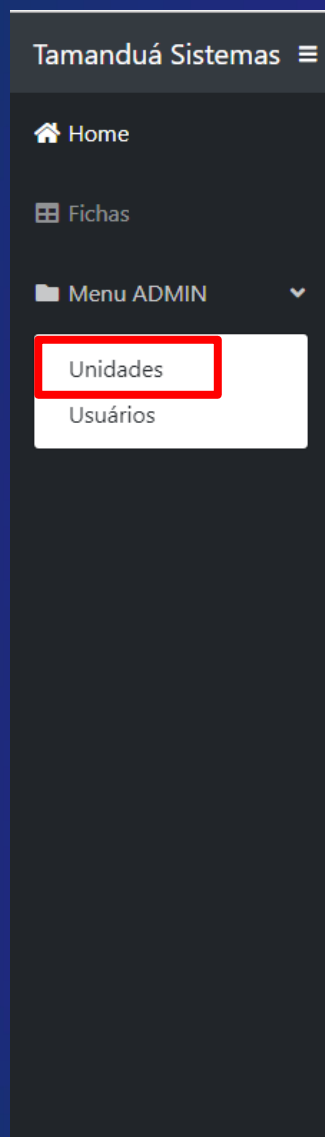 Tamanduá Sistemas
Home
Fichas
Menu ADMIN
Unidades
Usuários